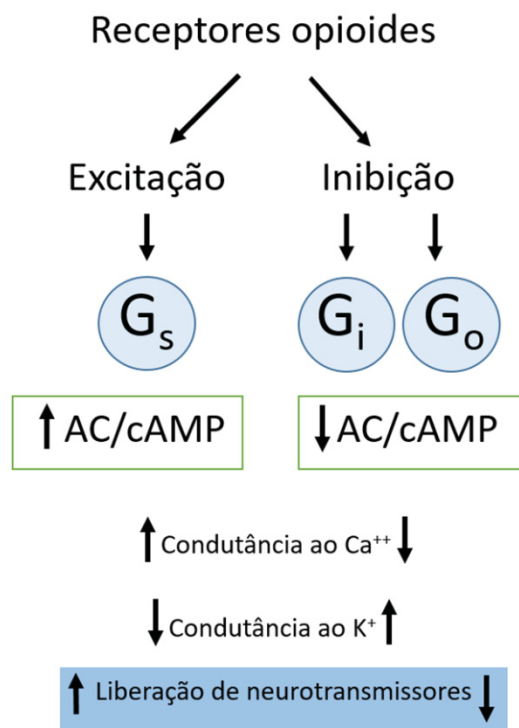 Receptores opioides
Excitação Inibição
Gs Gi Go
AC/cAMP AC/cAMP
Condutância ao Ca⁺⁺
Condutância ao K⁺
Liberação de neurotransmissores